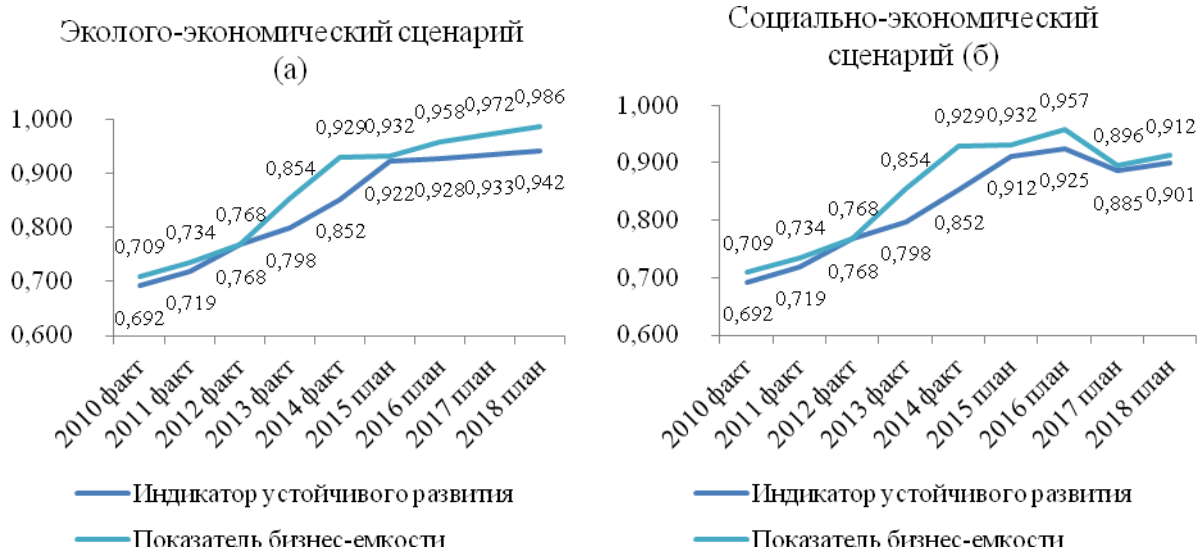 Эколого-экономический сценарий
(а)
1,000
0,900
0,800
0,700
0,600
0,709
0,734
0,768
0,854
0,929
0,932
0,958
0,972
0,986
0,692
0,719
0,768
0,798
0,852
0,922
0,928
0,933
0,942
2010 факт
2011 факт
2012 факт
2013 факт
2014 факт
2015 план
2016 план
2017 план
2018 план
Индикатор устойчивого развития
Показатель бизнес-емкости
Социально-экономический
сценарий (б)
1,000
0,900
0,800
0,700
0,600
0,709
0,734
0,768
0,854
0,929
0,932
0,957
0,896
0,912
0,692
0,719
0,768
0,798
0,852
0,912
0,925
0,885
0,901
2010 факт
2011 факт
2012 факт
2013 факт
2014 факт
2015 план
2016 план
2017 план
2018 план
Индикатор устойчивого развития
Показатель бизнес-емкости